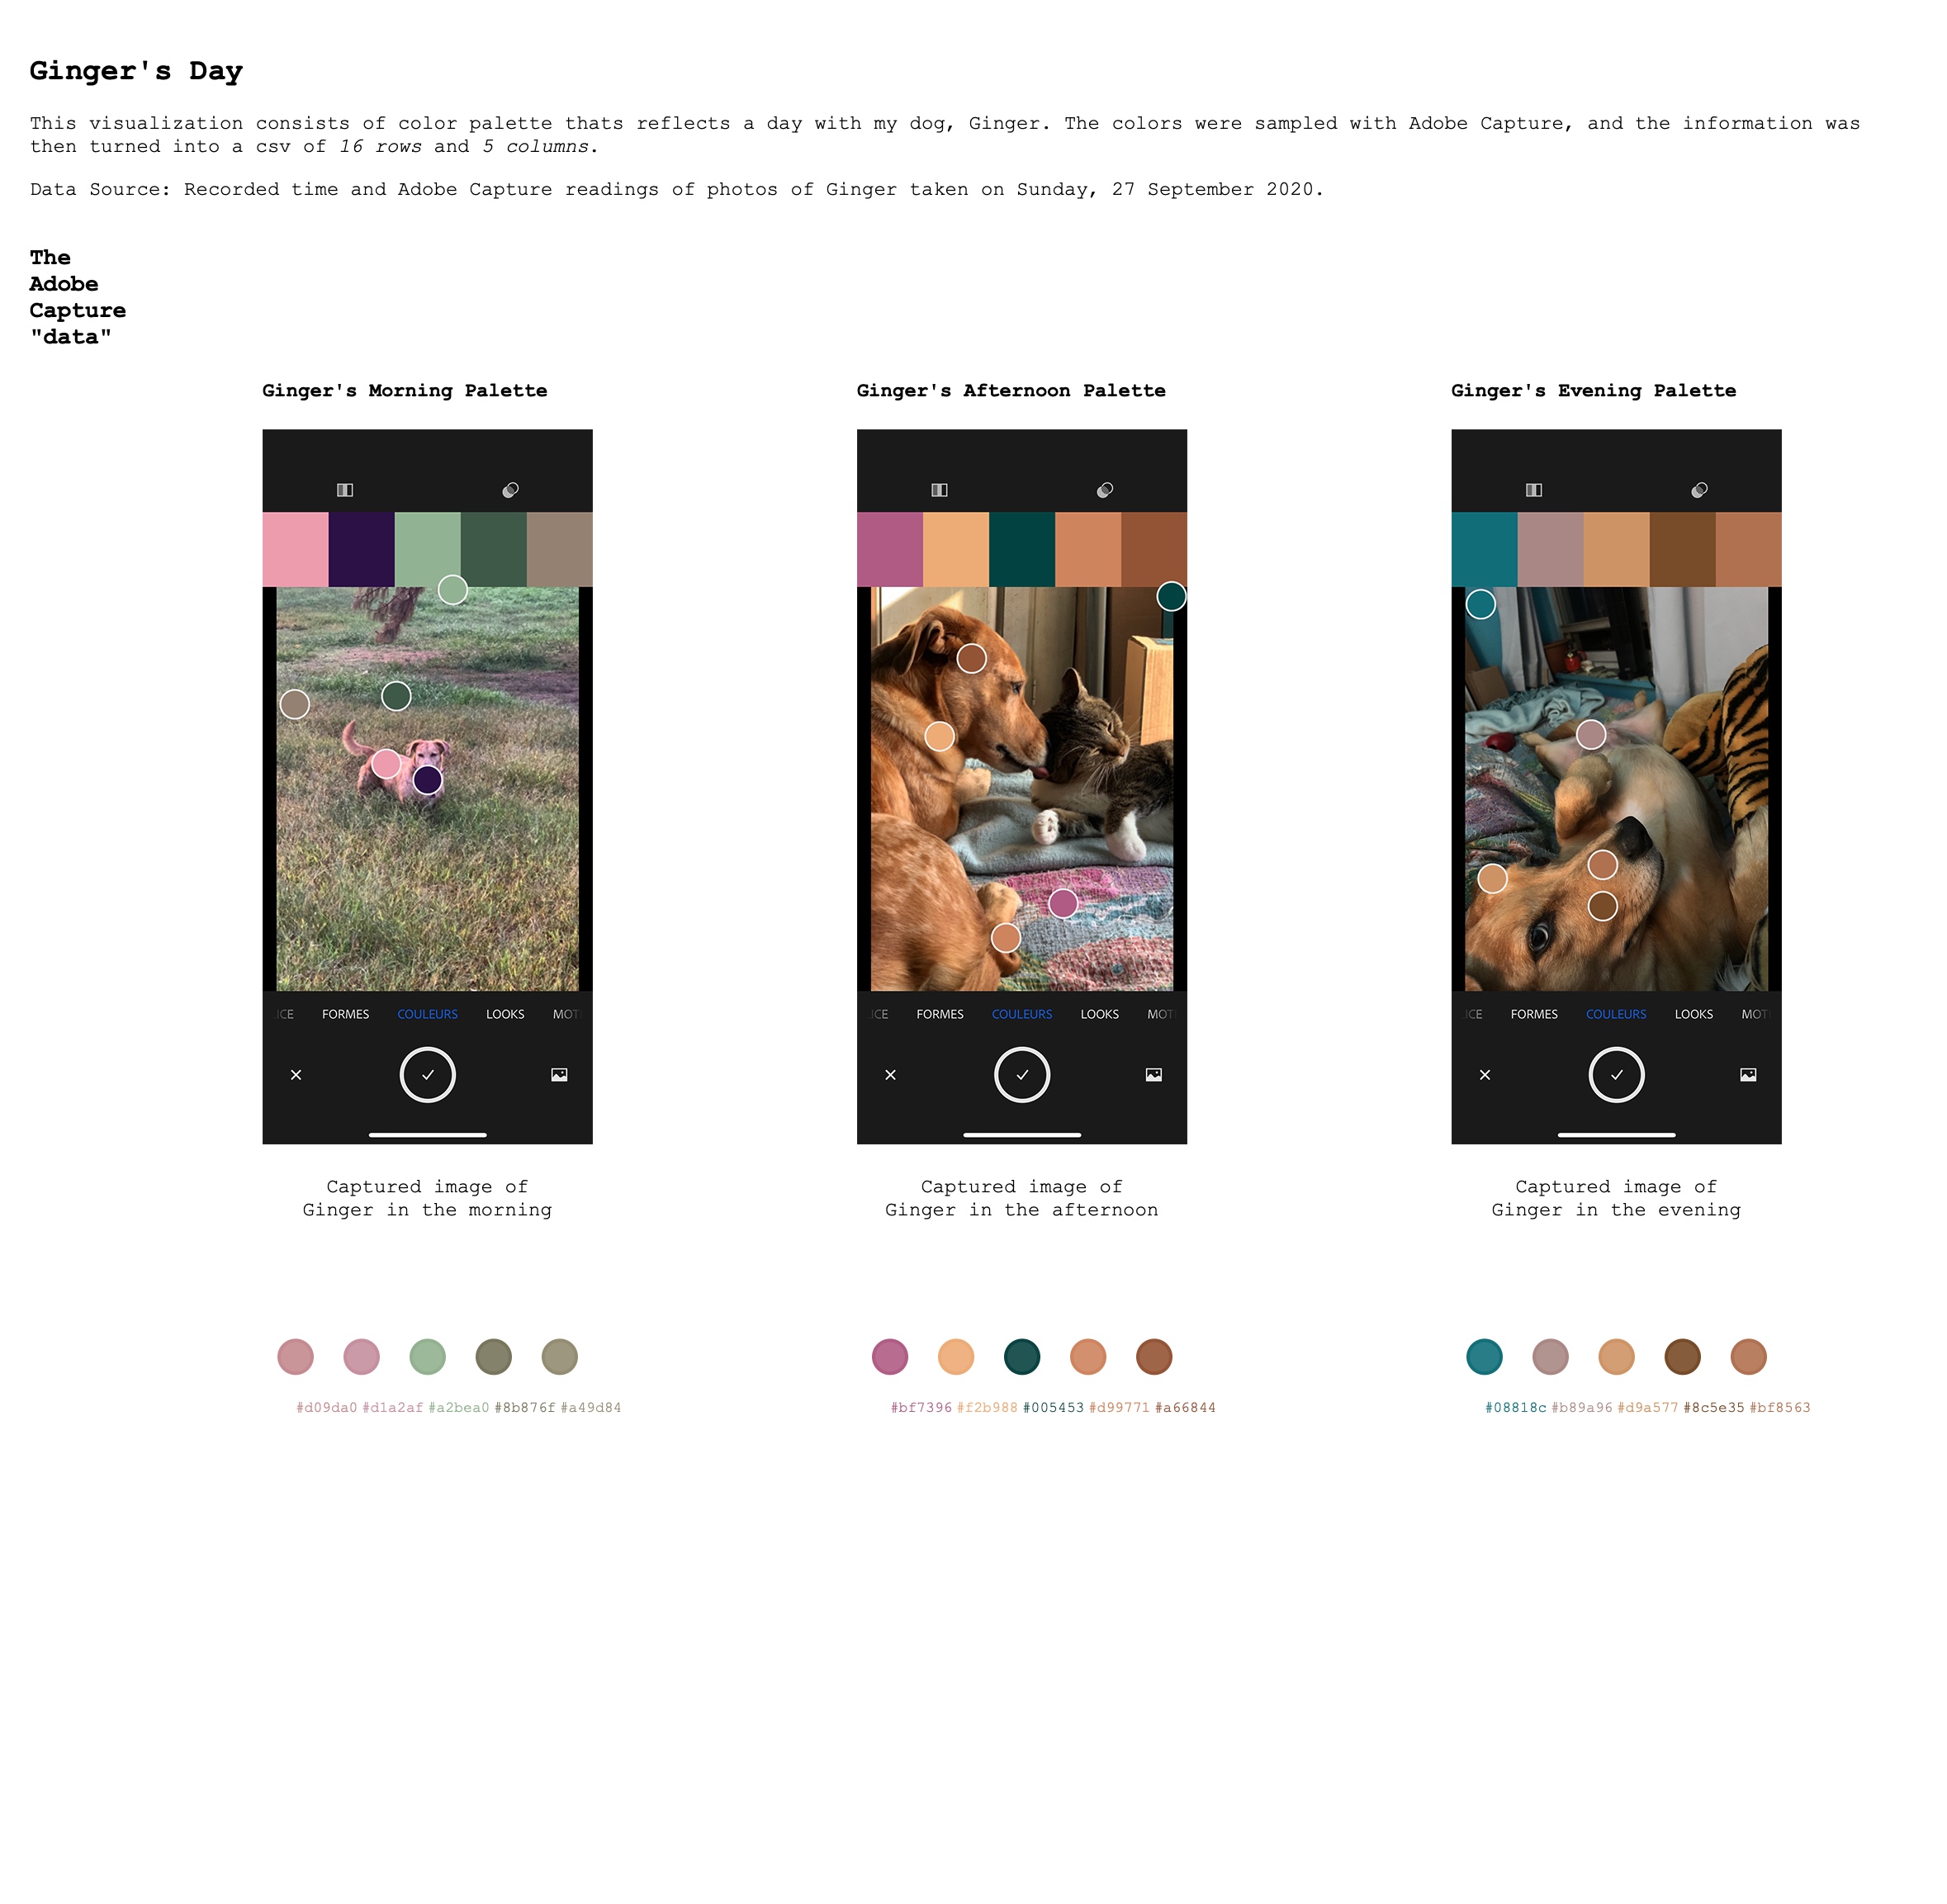 Ginger's Day
This visualization consists of color palette thats reflects a day with my dog, Ginger. The colors were sampled with Adobe Capture, and the information was
then turned into a csv of 16 rows and 5 columns.
Data Source: Recorded time and Adobe Capture readings of photos of Ginger taken on Sunday, 27 September 2020.
The
Adobe
Capture
"data"
Ginger's Morning Palette
Ginger's Afternoon Palette
Ginger's Evening Palette
ICE FORMES COULEURS LOOKS MOT
ICE FORMES COULEURS LOOKS MOT
ICE FORMES COULEURS LOOKS MOT
Captured image of
Ginger in the morning
Captured image of
Ginger in the afternoon
Captured image of
Ginger in the evening
#d09da0 #d1a2af #a2bea0 #8b876f #a49d84
#bf7396 #f2b988 #005453 #d99771 #a66844
#08818c #b89a96 #d9a577 #8c5e35 #bf8563